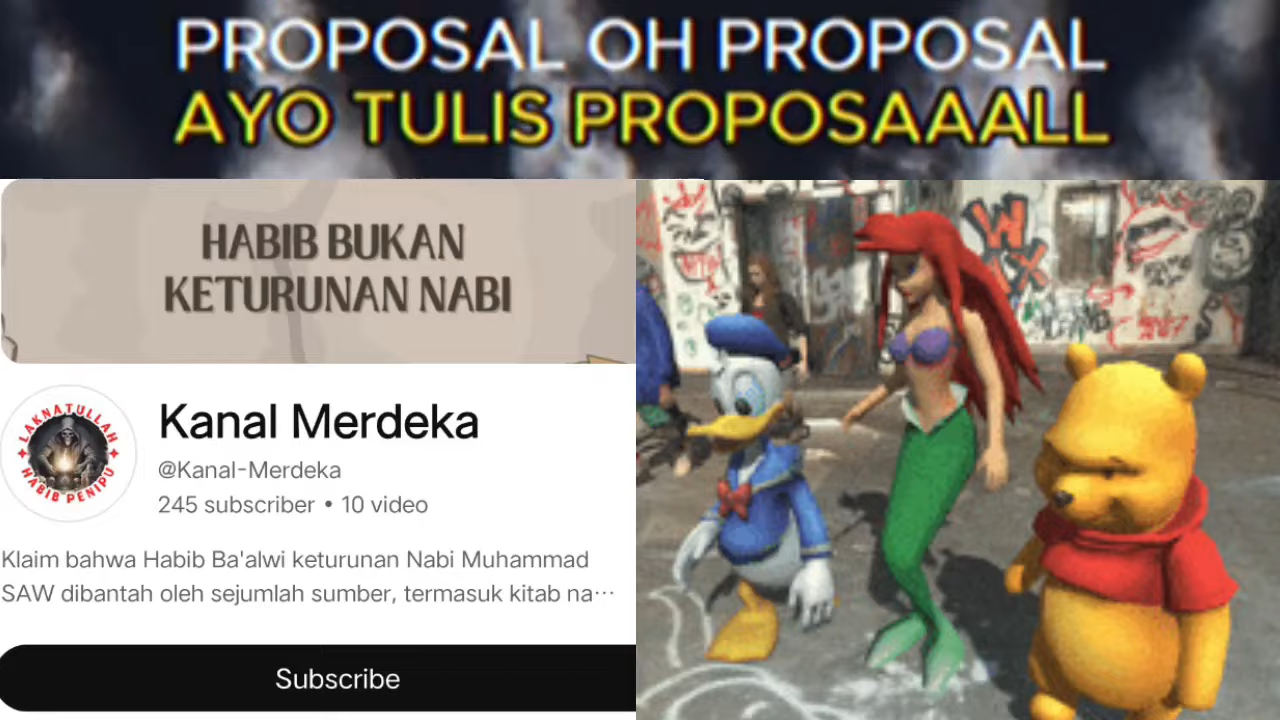 PROPOSAL OH PROPOSAL
AYO TULIS PROPOSAAAALL
HABIB BUKAN
KETURUNAN NABI
LAKNATULLAH
HABIB PENIPU
Kanal Merdeka
@Kanal-Merdeka
245 subscriber • 10 video
Klaim bahwa Habib Ba'alwi keturunan Nabi Muhammad
SAW dibantah oleh sejumlah sumber, termasuk kitab na...
Subscribe